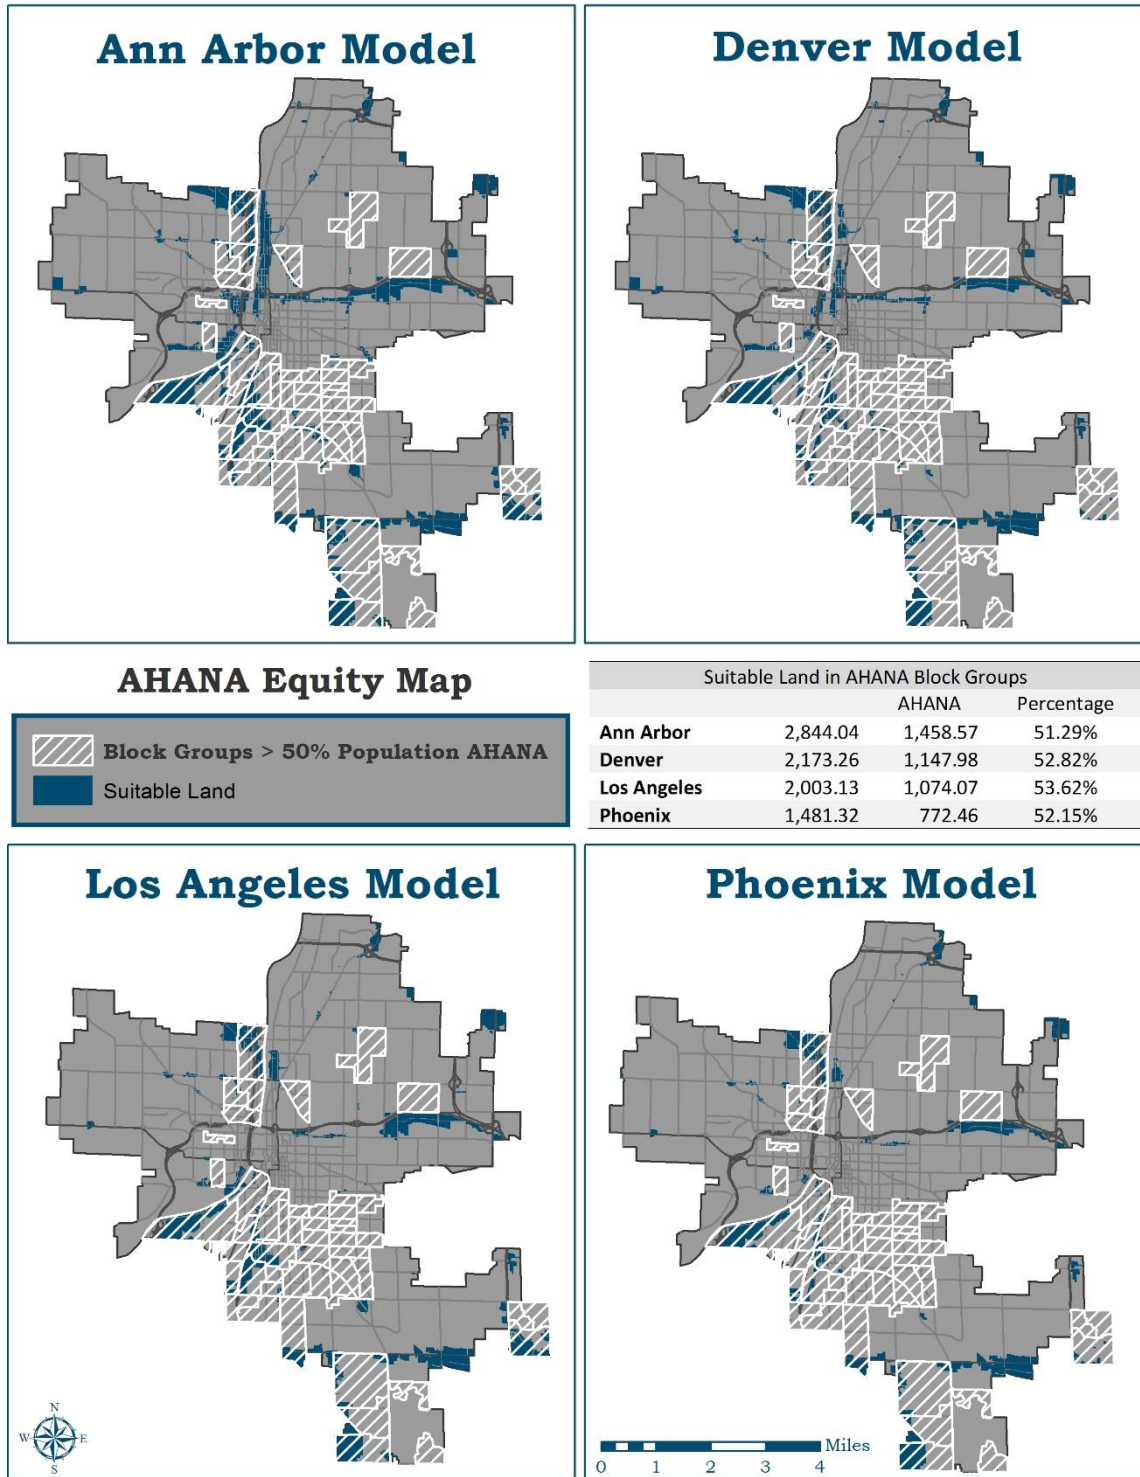 Ann Arbor Model
Denver Model
AHANA Equity Map
Block Groups > 50% Population AHANA
Suitable Land
Suitable Land in AHANA Block Groups
AHANA Percentage
Ann Arbor 2,844.04 1,458.57 51.29%
Denver 2,173.26 1,147.98 52.82%
Los Angeles 2,003.13 1,074.07 53.62%
Phoenix 1,481.32 772.46 52.15%
Los Angeles Model
Phoenix Model
N
W E
S
Miles
0 1 2 3 4